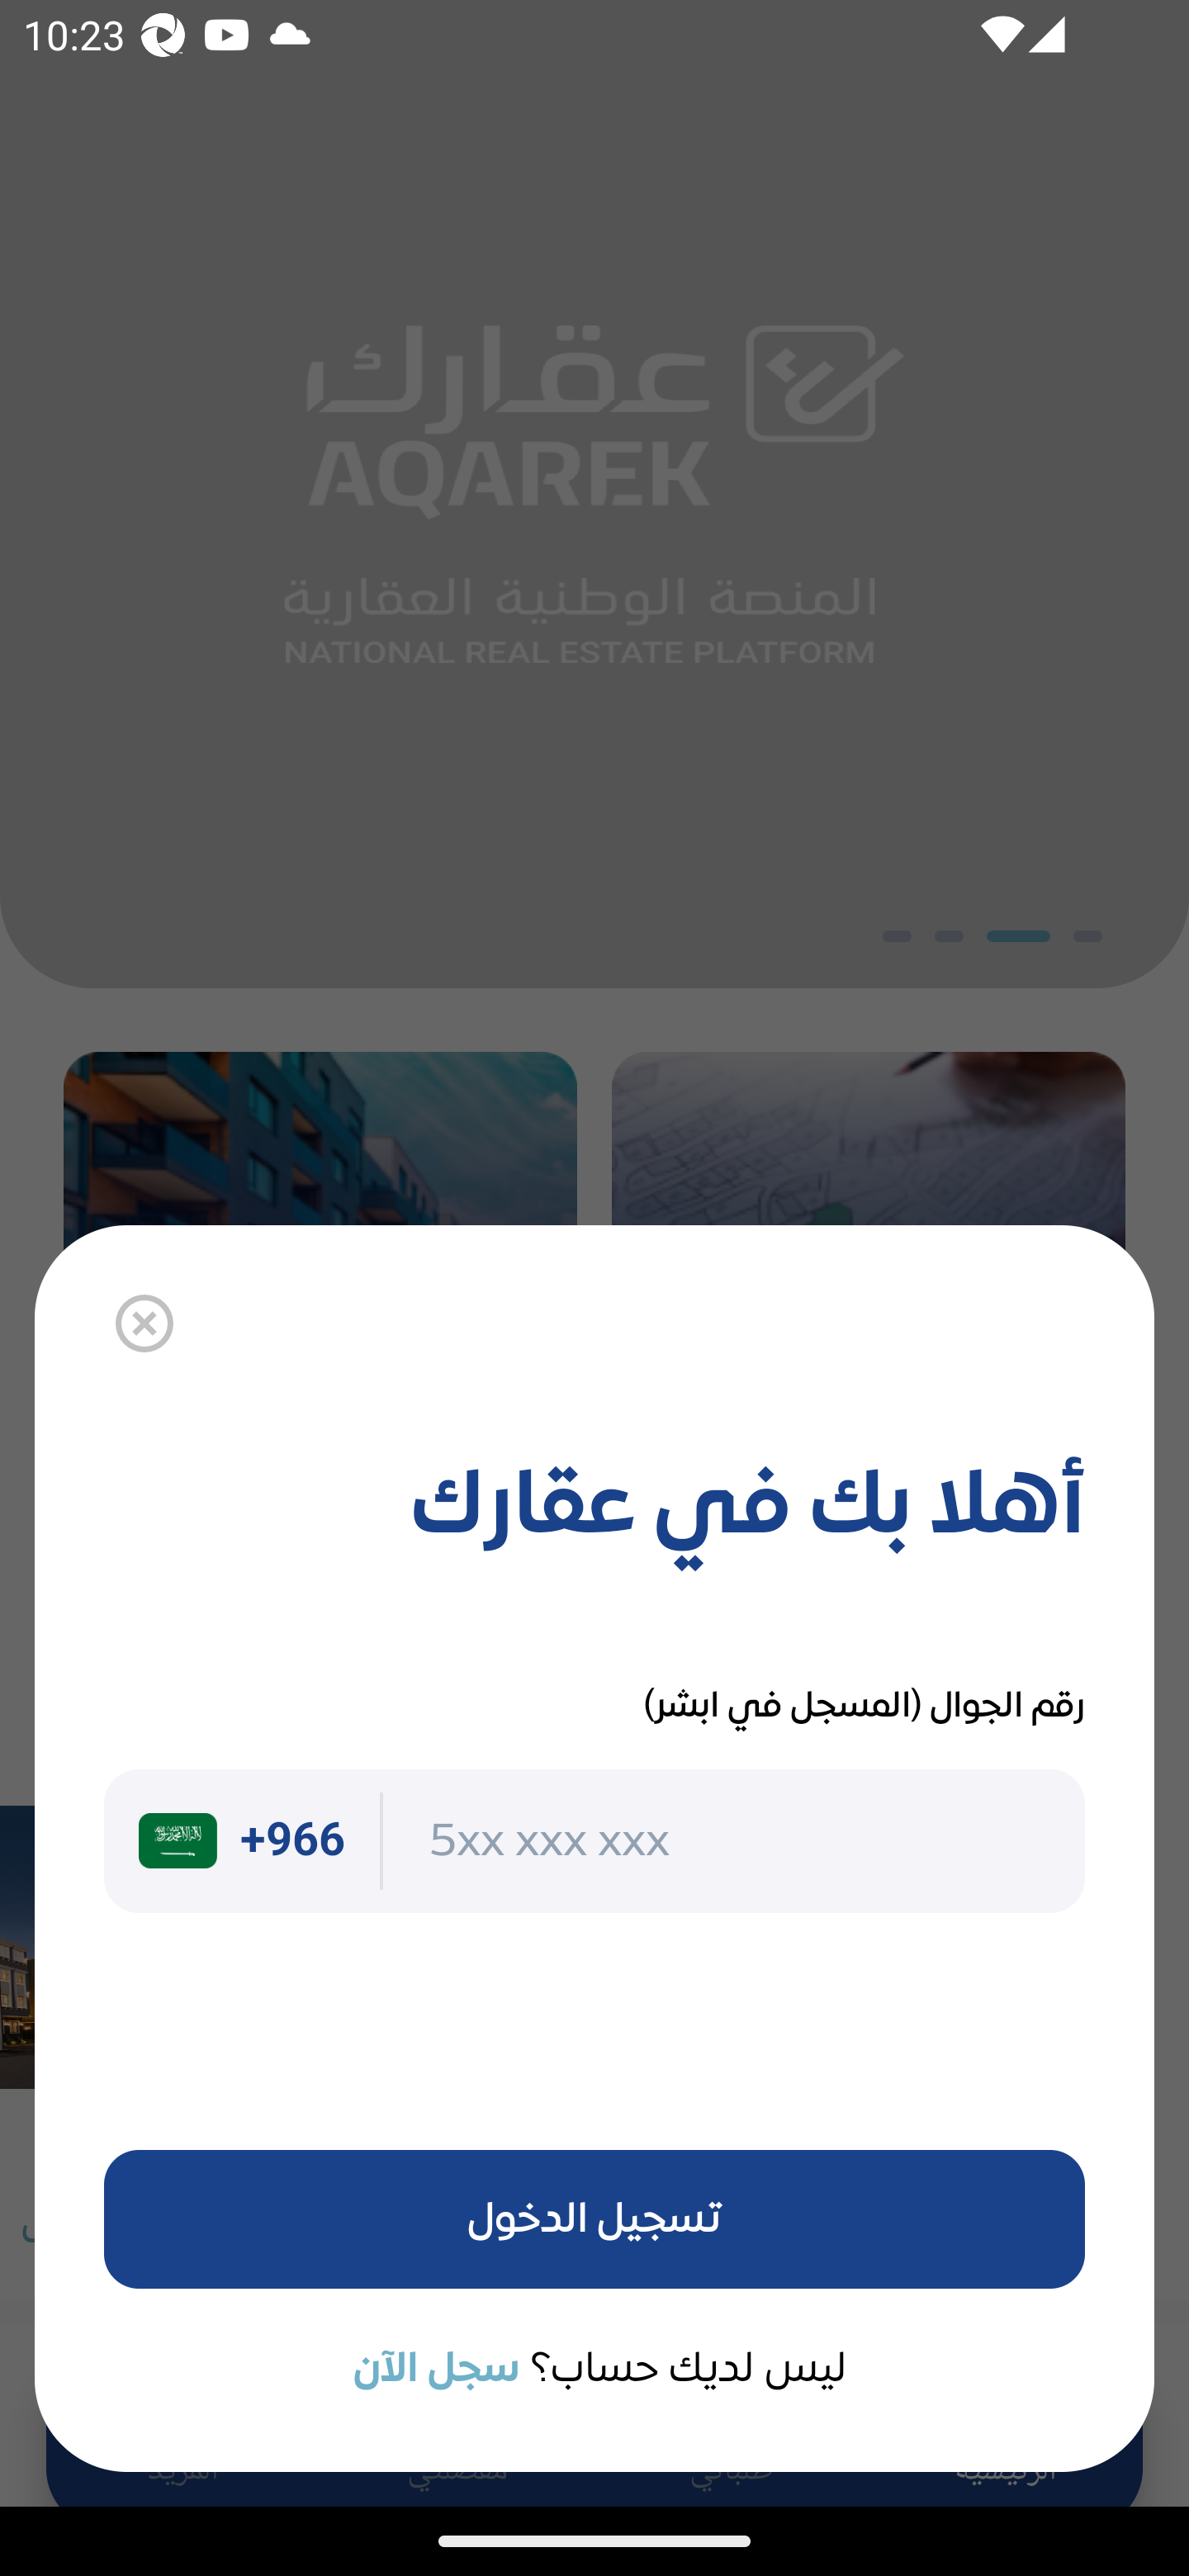 10:23
عقارك
AQAREK
المنصة الوطنية العقارية
NATIONAL REAL ESTATE PLATFORM
أهلا بك في عقارك
رقم الجوال (المسجل في ابشر)
+966 5xx xxx xxx
تسجيل الدخول
ليس لديك حساب؟ سجل الآن